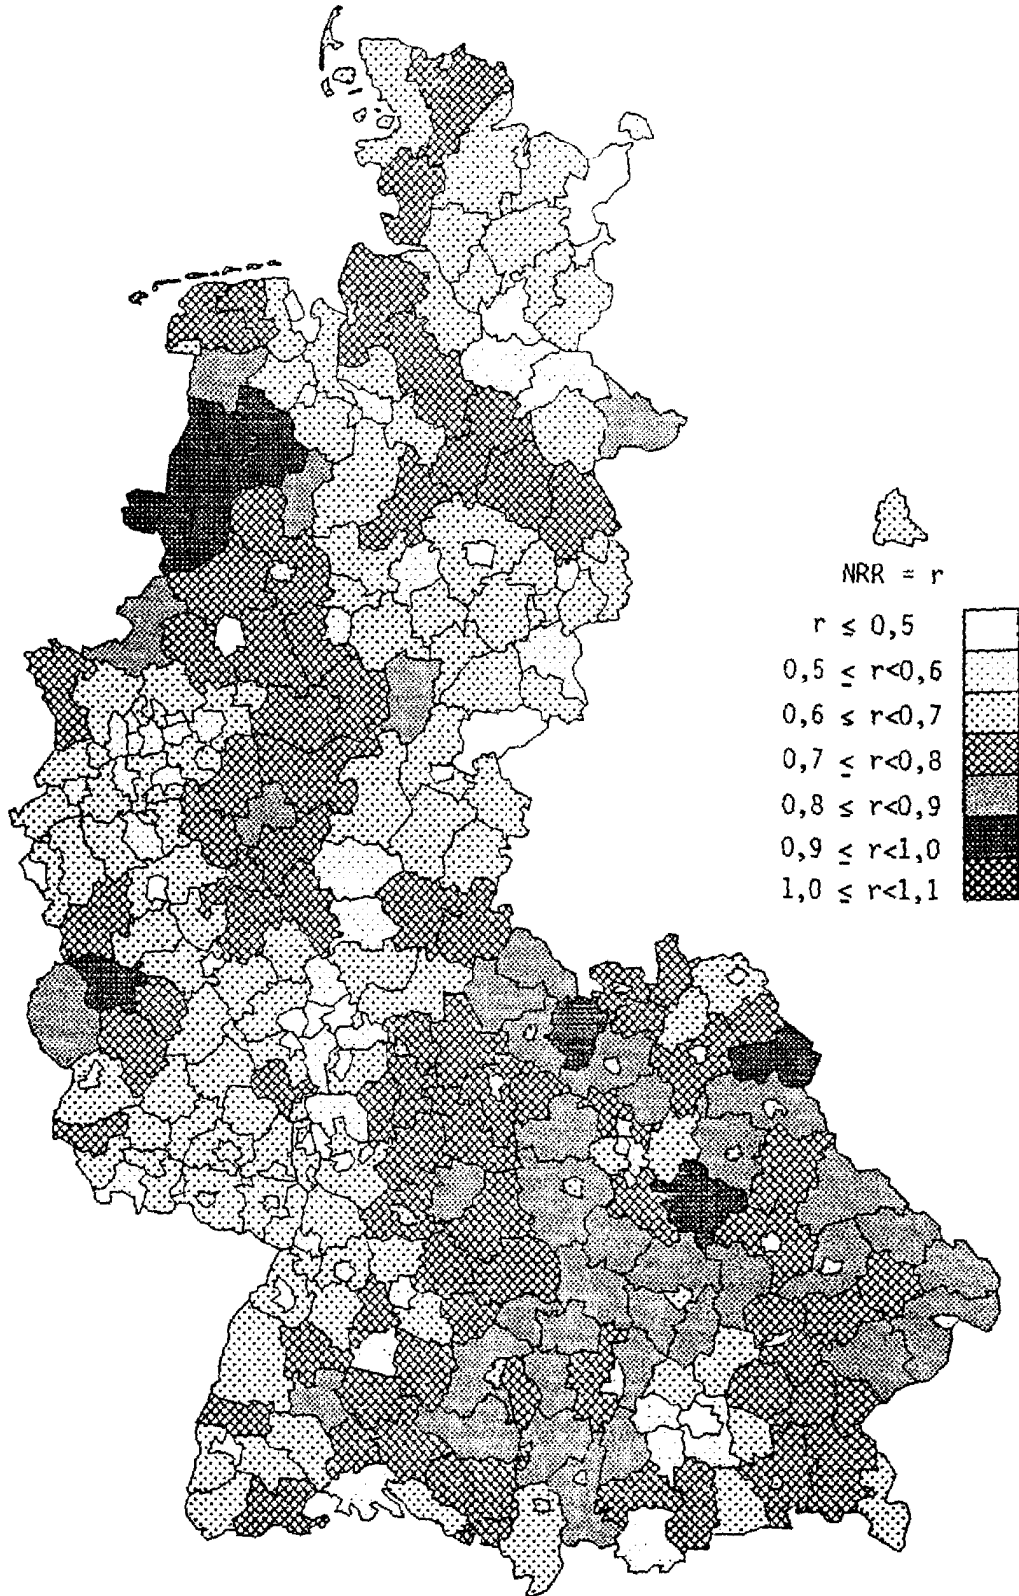 NRR = r
r ≤ 0,5
0,5 ≤ r<0,6
0,6 ≤ r<0,7
0,7 ≤ r<0,8
0,8 ≤ r<0,9
0,9 ≤ r<1,0
1,0 ≤ r<1,1